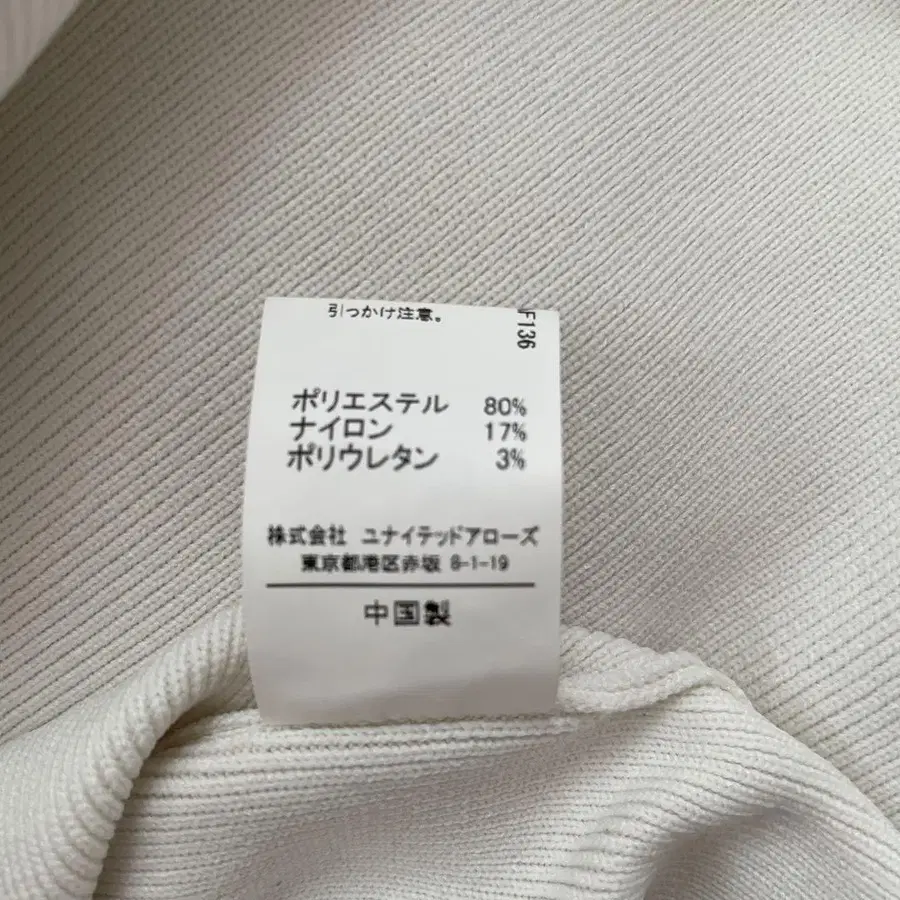 引っかけ注意。
F136
ポリエステル 80%
ナイロン 17%
ポリウレタン 3%
株式会社 ユナイテッドアローズ
東京都港区赤坂 8-1-19
中国製